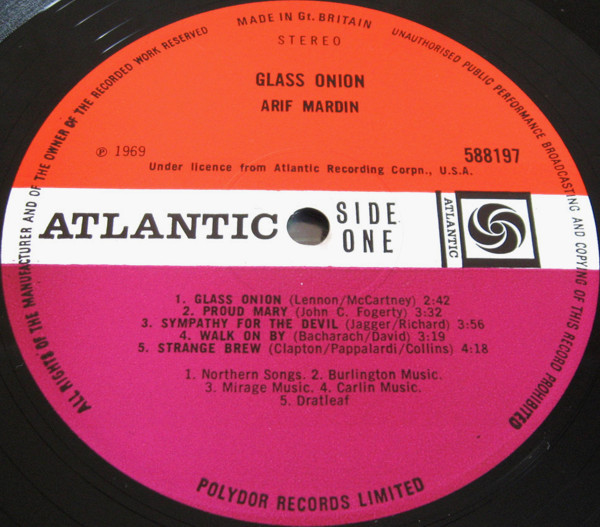 MADE IN Gt. BRITAIN
STEREO
GLASS ONION
ARIF MARDIN
℗ 1969
588197
Under licence from Atlantic Recording Corpn., U.S.A.
ATLANTIC
SIDE
ONE
ATLANTIC
1. GLASS ONION (Lennon/McCartney) 2:42
2. PROUD MARY (John C. Fogerty) 3:32
3. SYMPATHY FOR THE DEVIL (Jagger/Richard) 3:56
4. WALK ON BY (Bacharach/David) 3:19
5. STRANGE BREW (Clapton/Pappalardi/Collins) 4:18
1. Northern Songs. 2. Burlington Music.
3. Mirage Music. 4. Carlin Music.
5. Dratleaf
POLYDOR RECORDS LIMITED
ALL RIGHTS OF THE MANUFACTURER AND OF THE OWNER OF THE RECORDED WORK RESERVED
UNAUTHORISED PUBLIC PERFORMANCE BROADCASTING AND COPYING OF THIS RECORD PROHIBITED